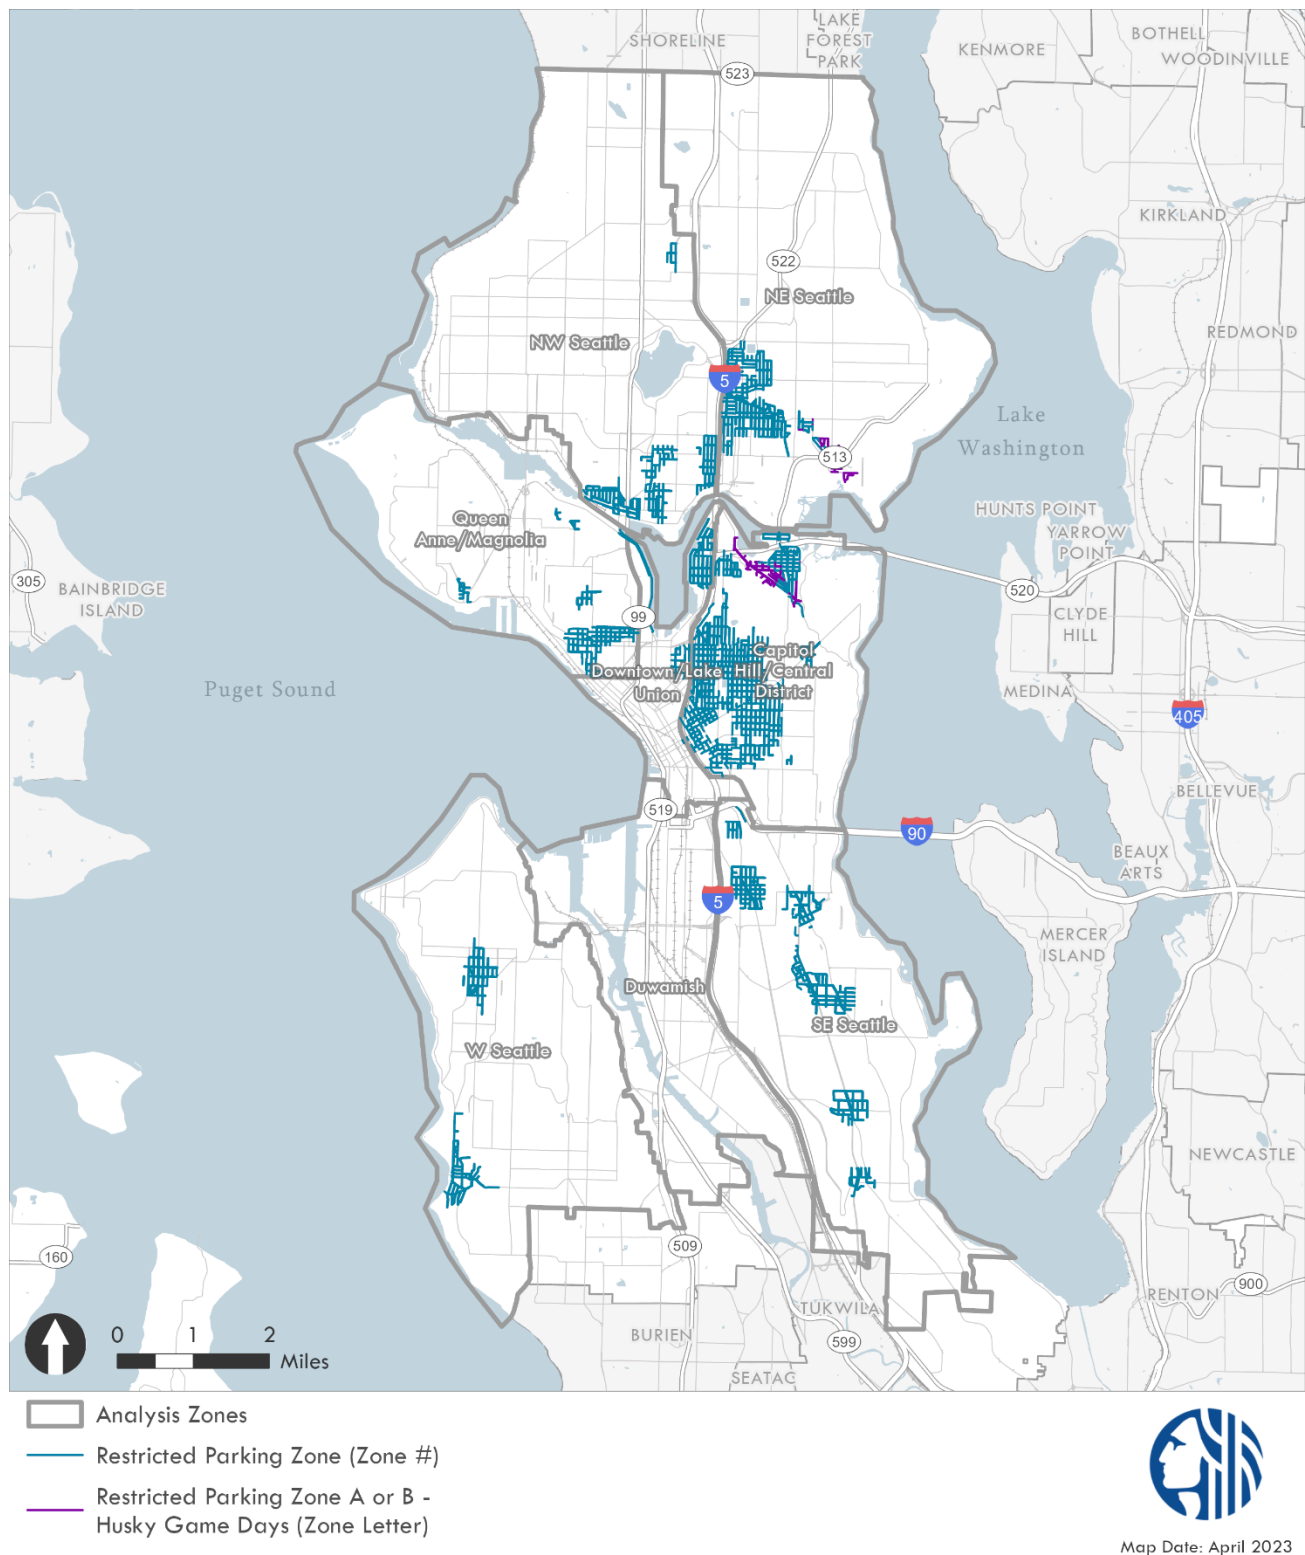 SHORELINE
LAKE
FOREST
PARK
KENMORE
BOTHELL
WOODINVILLE
523
KIRKLAND
522
NE Seattle
REDMOND
NW Seattle
5
Lake
Washington
513
HUNTS POINT
YARROW
POINT
Queen
Anne/Magnolia
305
BAINBRIDGE
ISLAND
520
CLYDE
HILL
99
Capitol
Hill/Central
District
Downtown/Lake
Union
Puget Sound
MEDINA
405
BELLEVUE
519
90
BEAUX
ARTS
5
MERCER
ISLAND
Duwamish
SE Seattle
W Seattle
NEWCASTLE
160
509
900
RENTON
TUKWILA
BURIEN
599
SEATAC
0 1 2
Miles
Analysis Zones
Restricted Parking Zone (Zone #)
Restricted Parking Zone A or B -
Husky Game Days (Zone Letter)
Map Date: April 2023